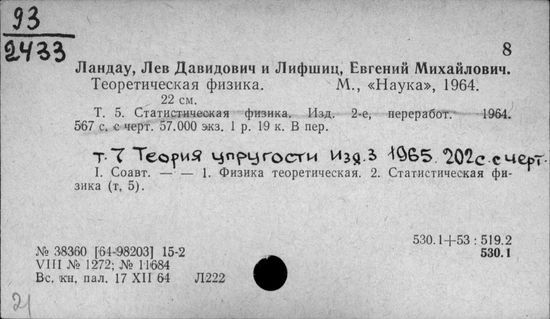 93
2433
8
Ландау, Лев Давидович и Лифшиц, Евгений Михайлович.
Теоретическая физика. М., «Наука», 1964.
22 см.
Т. 5. Статистическая физика. Изд. 2-е, переработ. 1964.
567 с. с черт. 57.000 экз. 1 р. 19 к. В пер.
т. 7 Теория упругости Изд. 3 1965. 202 с. с черт.
I. Соавт. — — 1. Физика теоретическая. 2. Статистическая фи-
зика (т, 5).
530.1+53 : 519.2
530.1
№ 38360 [64-98203] 15-2
VIII № 1272; № 11684
Вс. кн, пал. 17 XII 64 Л222
21